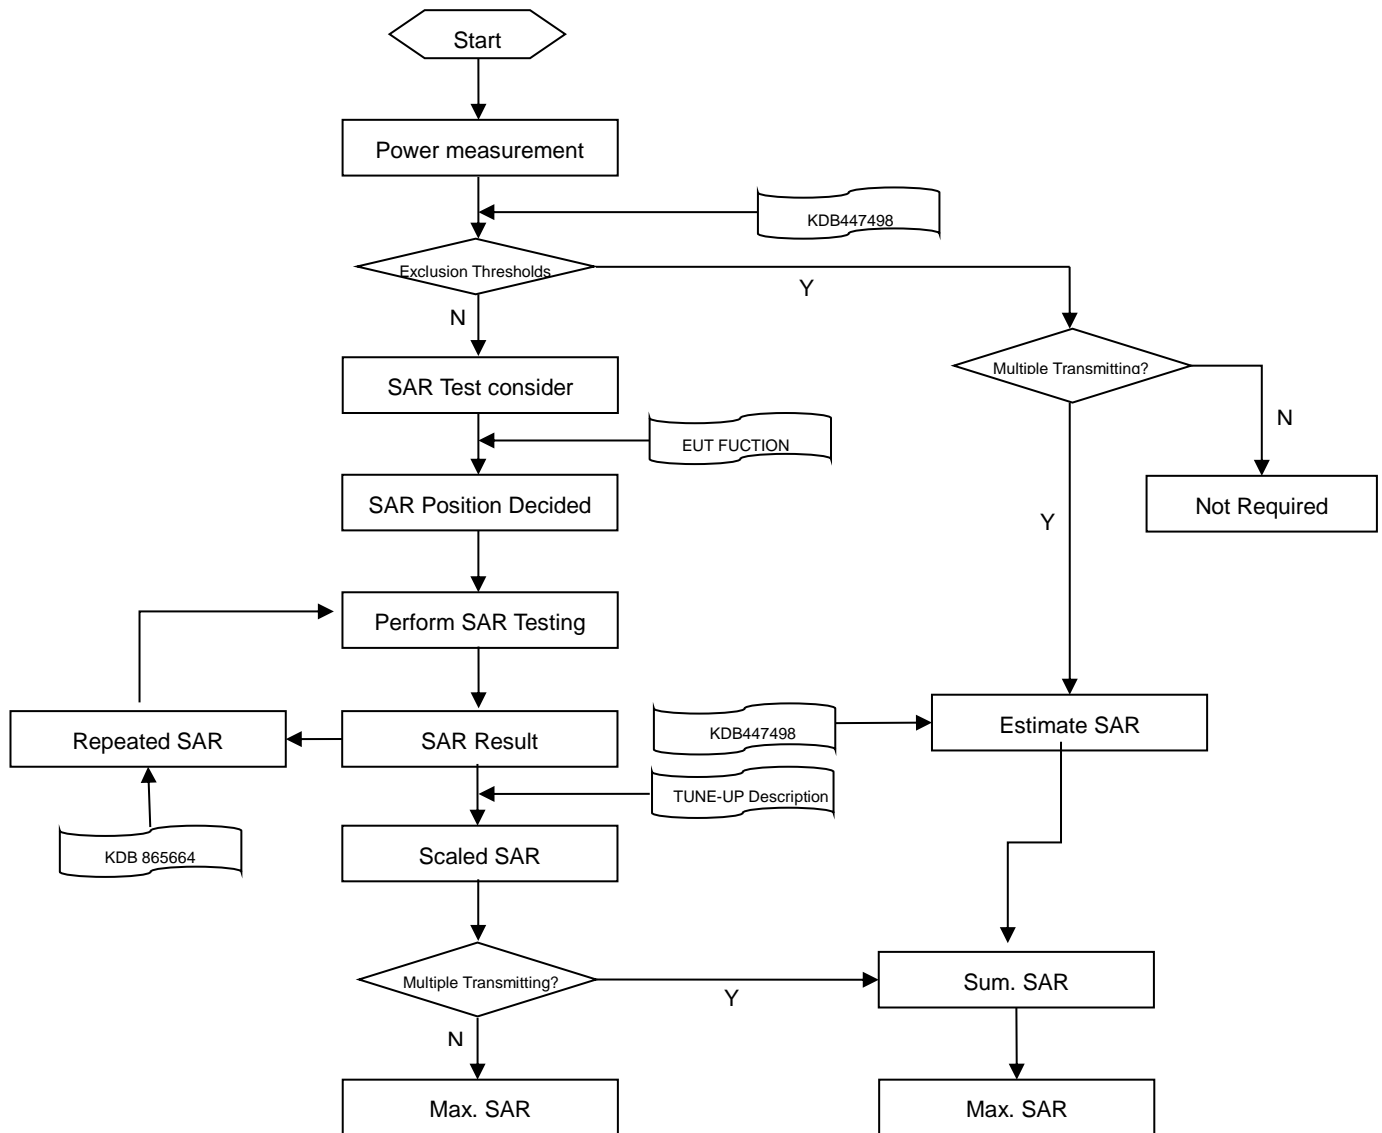 Start
Power measurement
KDB447498
Exclusion Thresholds
Y
N
Multiple Transmitting?
SAR Test consider
N
EUT FUCTION
SAR Position Decided
Not Required
Y
Perform SAR Testing
Repeated SAR
SAR Result
KDB447498
Estimate SAR
TUNE-UP Description
KDB 865664
Scaled SAR
Multiple Transmitting?
Y
Sum. SAR
N
Max. SAR
Max. SAR